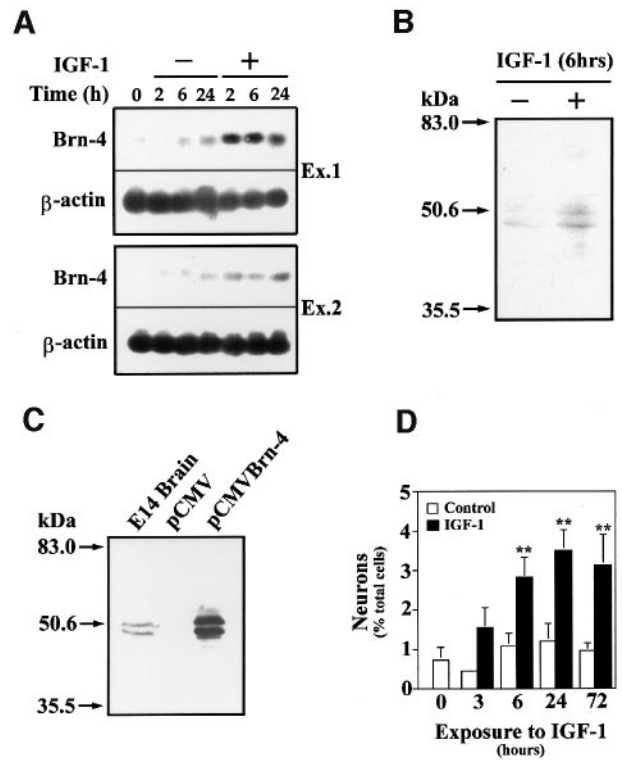 A
IGF-1 − +
Time (h) 0 2 6 24 2 6 24
Brn-4
β-actin
Ex.1
Brn-4
β-actin
Ex.2
B
IGF-1 (6hrs)
kDa − +
83.0
50.6
35.5
C
E14 Brain
pCMV
pCMVBrn-4
kDa
83.0
50.6
35.5
D
Neurons
(% total cells)
5
4
3
2
1
0
Control
IGF-1
**
**
**
0 3 6 24 72
Exposure to IGF-1
(hours)